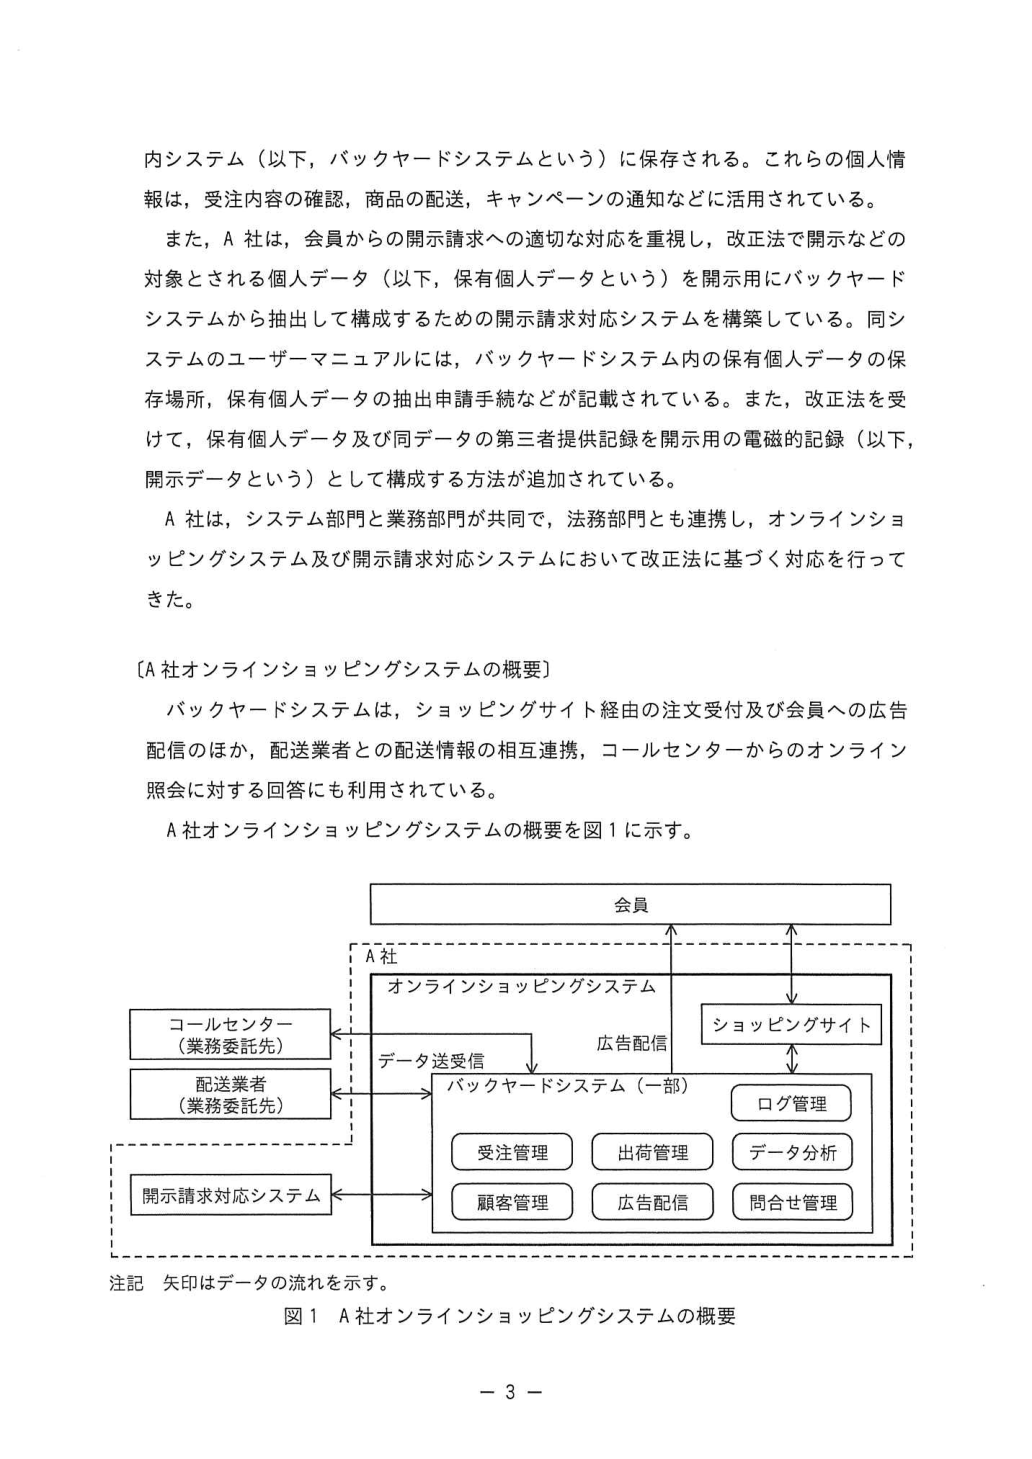 内システム（以下，バックヤードシステムという）に保存される。これらの個人情
報は，受注内容の確認，商品の配送，キャンペーンの通知などに活用されている。
また，A 社は，会員からの開示請求への適切な対応を重視し，改正法で開示などの
対象とされる個人データ（以下，保有個人データという）を開示用にバックヤード
システムから抽出して構成するための開示請求対応システムを構築している。同シ
ステムのユーザーマニュアルには，バックヤードシステム内の保有個人データの保
存場所，保有個人データの抽出申請手続などが記載されている。また，改正法を受
けて，保有個人データ及び同データの第三者提供記録を開示用の電磁的記録（以下，
開示データという）として構成する方法が追加されている。
A 社は，システム部門と業務部門が共同で，法務部門とも連携し，オンラインショ
ッピングシステム及び開示請求対応システムにおいて改正法に基づく対応を行って
きた。
〔A 社オンラインショッピングシステムの概要〕
バックヤードシステムは，ショッピングサイト経由の注文受付及び会員への広告
配信のほか，配送業者との配送情報の相互連携，コールセンターからのオンライン
照会に対する回答にも利用されている。
A 社オンラインショッピングシステムの概要を図 1 に示す。
会員
A 社
オンラインショッピングシステム
コールセンター
（業務委託先）
ショッピングサイト
広告配信
データ送受信
配送業者
（業務委託先）
バックヤードシステム（一部）
ログ管理
受注管理
出荷管理
データ分析
開示請求対応システム
顧客管理
広告配信
問合せ管理
注記　矢印はデータの流れを示す。
図 1　A 社オンラインショッピングシステムの概要
－ 3 －